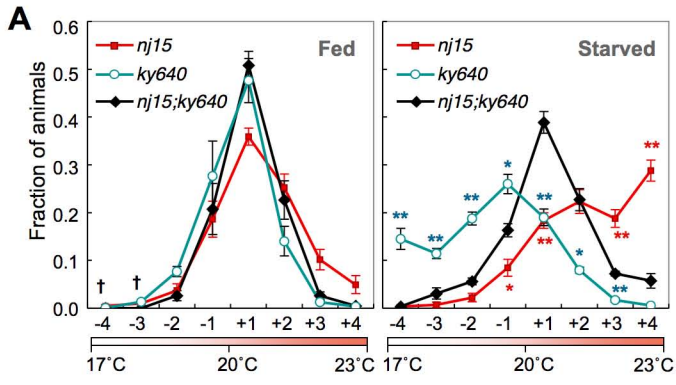 A
Fraction of animals
0.6
0.5
0.4
0.3
0.2
0.1
0.0
nj15
ky640
nj15;ky640
Fed
† †
-4 -3 -2 -1 +1 +2 +3 +4
17°C 20°C 23°C
nj15
ky640
nj15;ky640
Starved
** ** ** * ** ** * ** ** * **
-4 -3 -2 -1 +1 +2 +3 +4
17°C 20°C 23°C